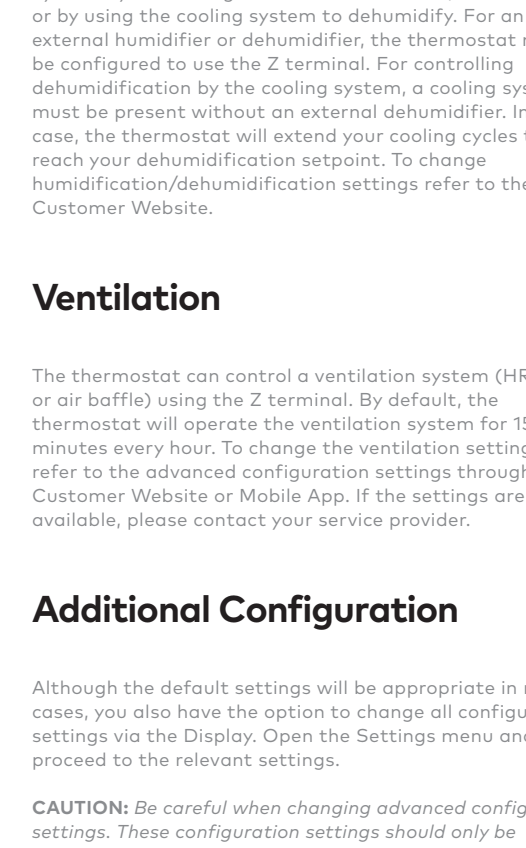 or by using the cooling system to dehumidify. For an
external humidifier or dehumidifier, the thermostat
be configured to use the Z terminal. For controlling
dehumidification by the cooling system, a cooling
must be present without an external dehumidifier. In
case, the thermostat will extend your cooling cycles
reach your dehumidification setpoint. To change
humidification/dehumidification settings refer to the
Customer Website.
Ventilation
The thermostat can control a ventilation system
or air baffle) using the Z terminal. By default, the
thermostat will operate the ventilation system for
minutes every hour. To change the ventilation
refer to the advanced configuration settings through
Customer Website or Mobile App. If the settings are
available, please contact your service provider.
Additional Configuration
Although the default settings will be appropriate in
cases, you also have the option to change all
settings via the Display. Open the Settings menu and
proceed to the relevant settings.
CAUTION: Be careful when changing advanced
settings. These configuration settings should only be